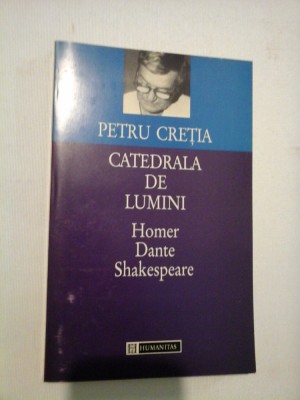 PETRU CREȚIA
CATEDRALA
DE
LUMINI
Homer
Dante
Shakespeare
HUMANITAS